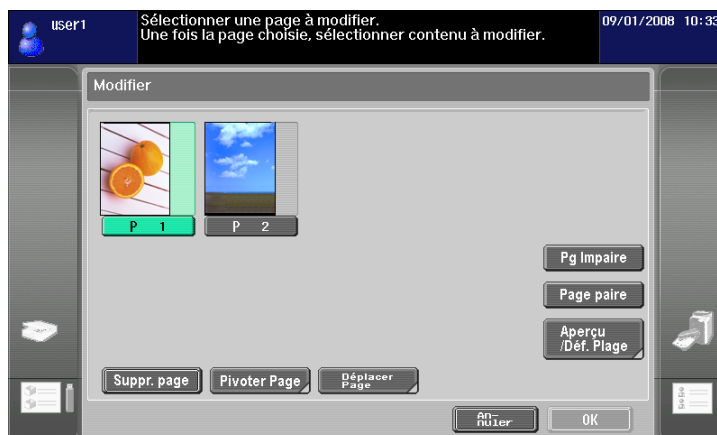 user1
Sélectionner une page à modifier.
Une fois la page choisie, sélectionner contenu à modifier.
09/01/2008 10:33
Modifier
P 1
P 2
Pg Impaire
Page paire
Aperçu
/Déf. Plage
Suppr. page
Pivoter Page
Déplacer
Page
An-
nuler
OK